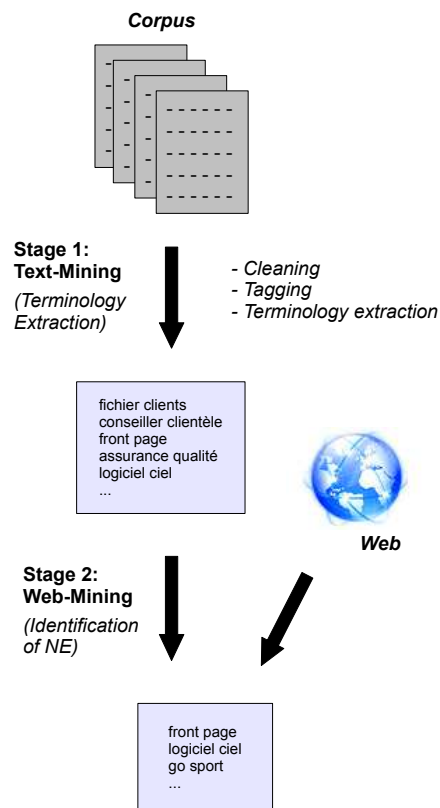 Corpus
Stage 1:
Text-Mining
(Terminology
Extraction)
- Cleaning
- Tagging
- Terminology extraction
fichier clients
conseiller clientèle
front page
assurance qualité
logiciel ciel
...
Web
Stage 2:
Web-Mining
(Identification
of NE)
front page
logiciel ciel
go sport
...